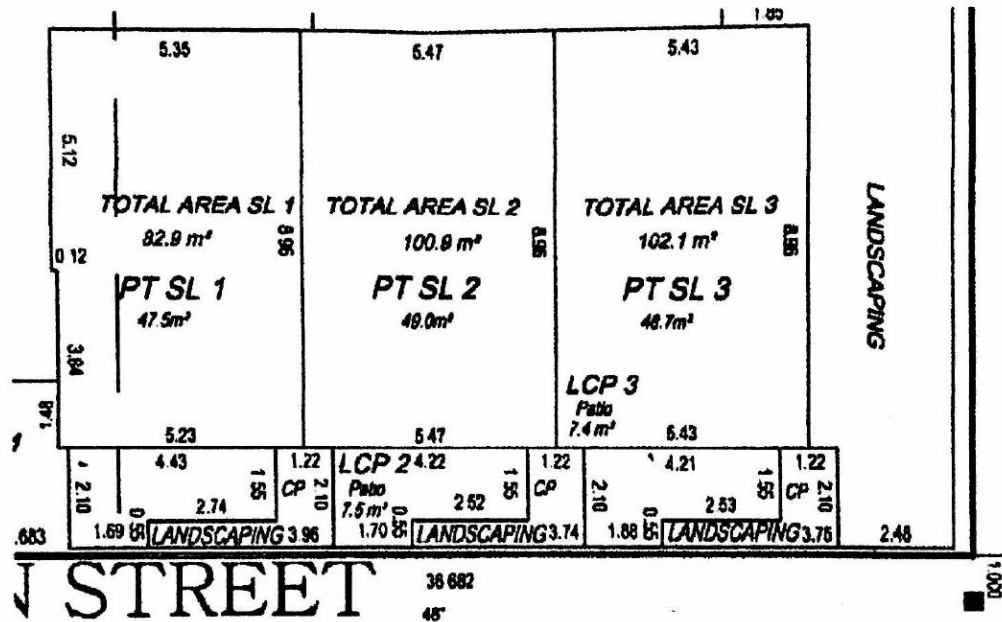 1.85
5.35 5.47 5.43
5.12
TOTAL AREA SL 1
82.9 m²
8.96
TOTAL AREA SL 2
100.9 m²
8.96
TOTAL AREA SL 3
102.1 m²
8.96
LANDSCAPING
0 12
PT SL 1
47.5m²
PT SL 2
49.0m²
PT SL 3
48.7m²
3.84
1.48
LCP 3
Patio
7.4 m²
5.23 5.47 5.43
4.43
2.10
1.55
1.22
CP
2.10
2.74
LCP 2
Patio
7.5 m²
4.22
1.55
1.22
CP
2.10
2.52
4.21
1.55
1.22
CP
2.10
2.53
.683
1.69 0.55 LANDSCAPING 3.96
1.70 0.55 LANDSCAPING 3.74
1.88 0.55 LANDSCAPING 3.75
2.48
STREET
36 682
46"
1.000